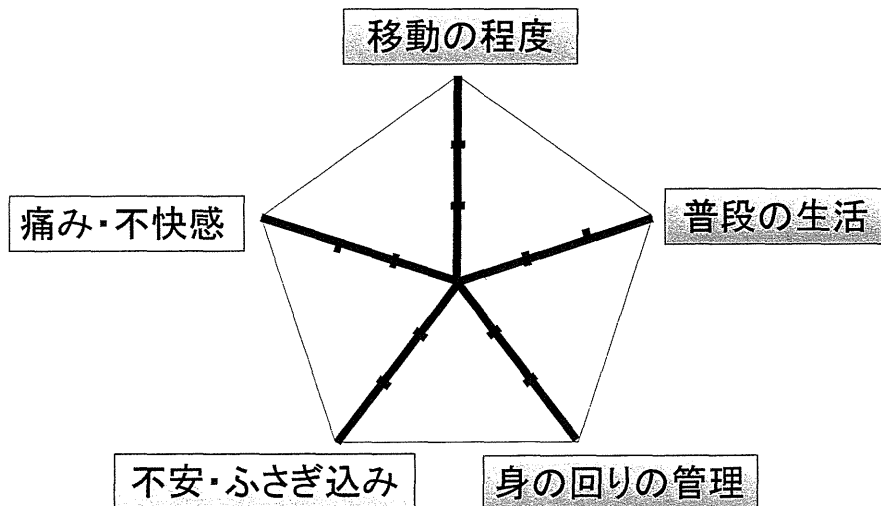 移動の程度
痛み・不快感
普段の生活
不安・ふさぎ込み
身の回りの管理